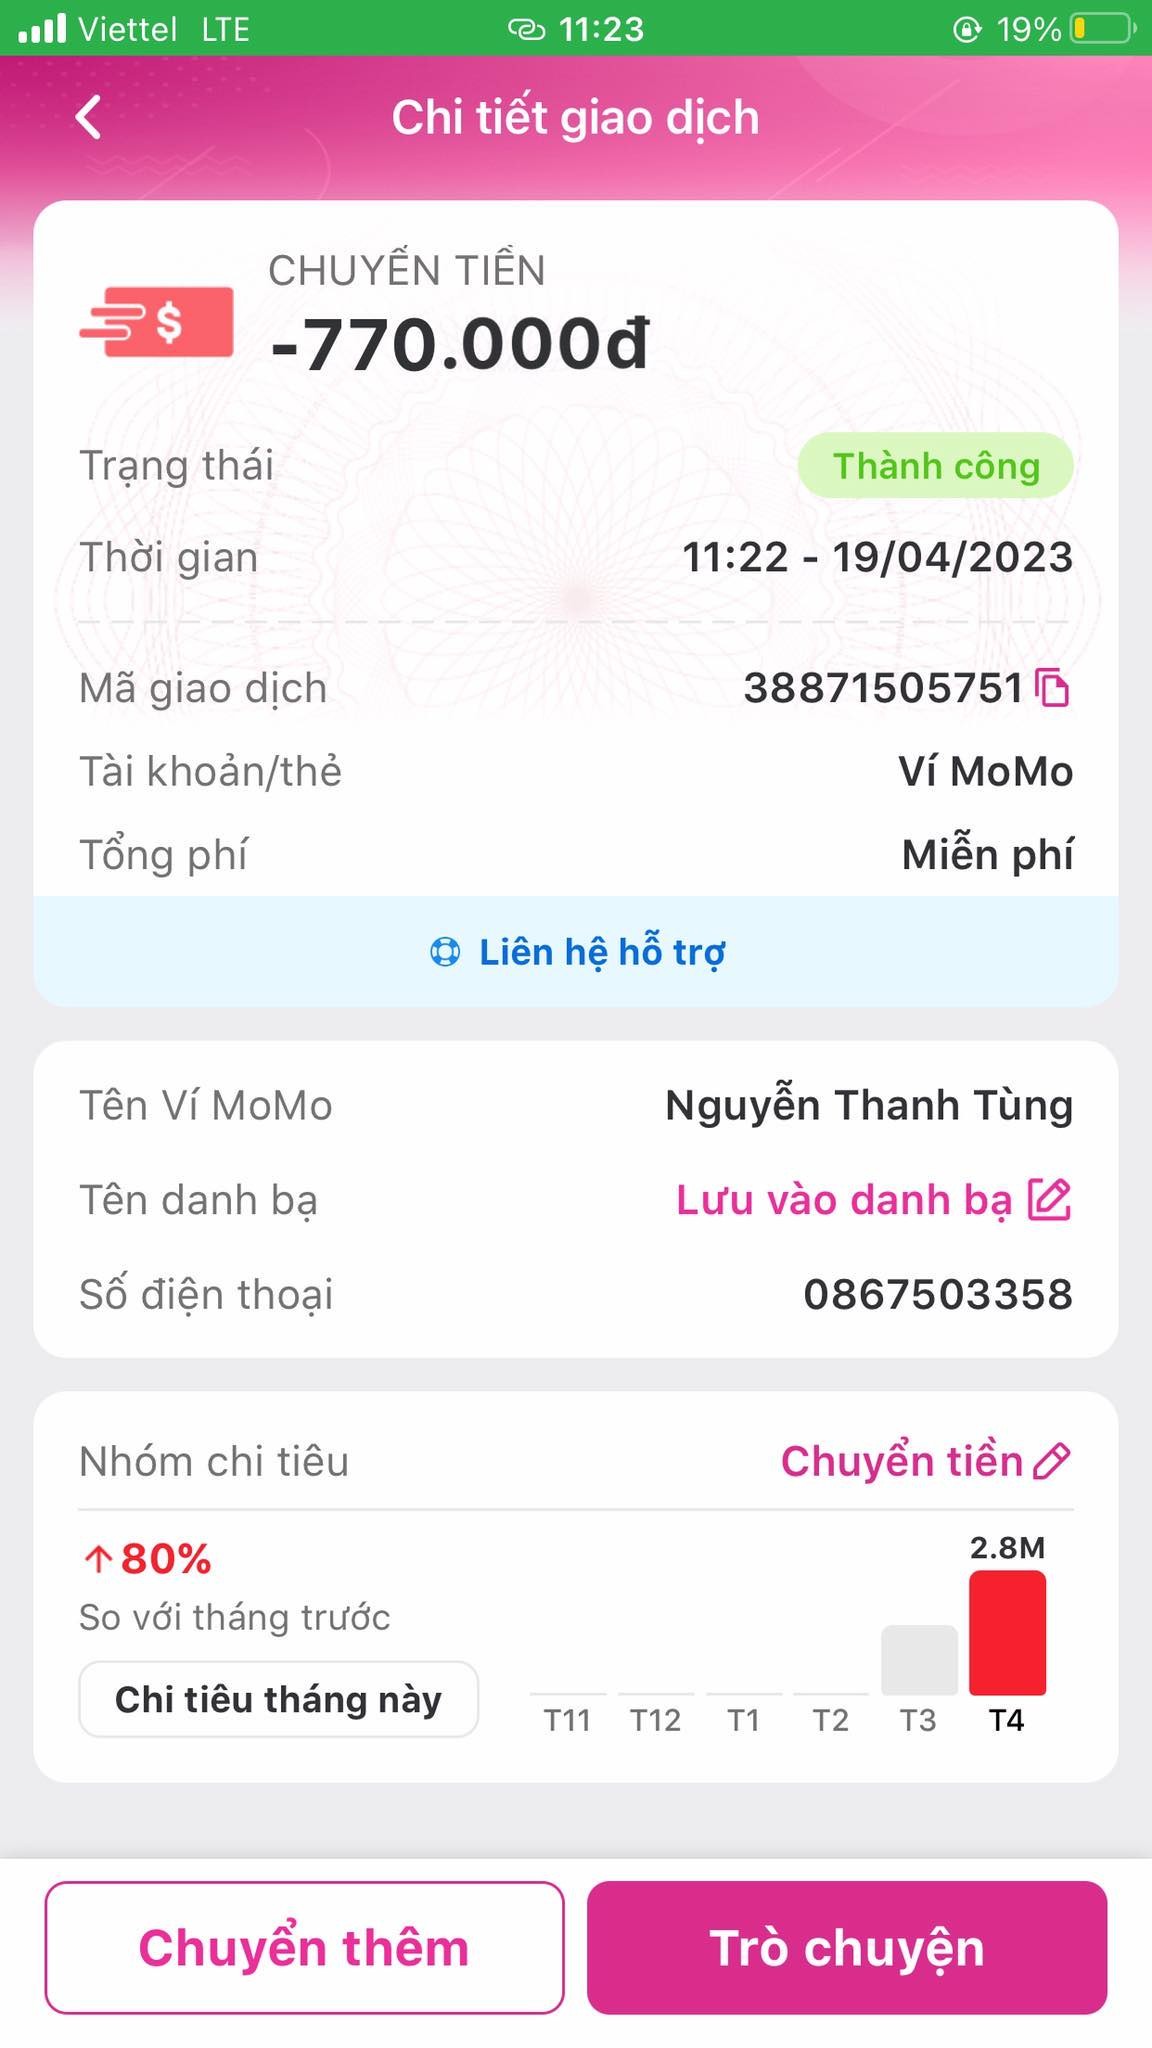 Viettel LTE 11:23 19%
Chi tiết giao dịch
CHUYỂN TIỀN
$
-770.000đ
Trạng thái Thành công
Thời gian 11:22 - 19/04/2023
Mã giao dịch 38871505751
Tài khoản/thẻ Ví MoMo
Tổng phí Miễn phí
Liên hệ hỗ trợ
Tên Ví MoMo Nguyễn Thanh Tùng
Tên danh bạ Lưu vào danh bạ
Số điện thoại 0867503358
Nhóm chi tiêu Chuyển tiền
80%
So với tháng trước
Chi tiêu tháng này
2.8M
T11 T12 T1 T2 T3 T4
Chuyển thêm Trò chuyện